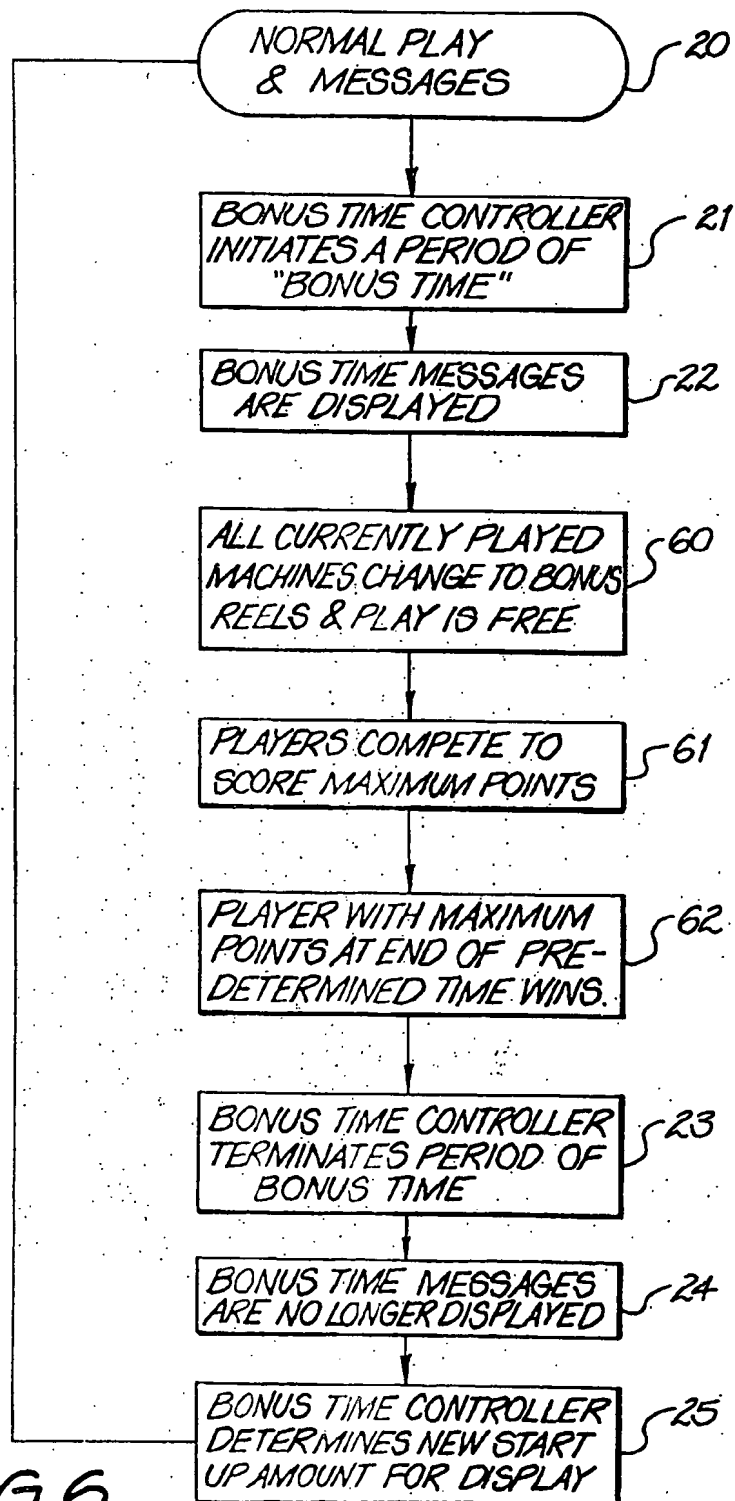 NORMAL PLAY
& MESSAGES
20
BONUS TIME CONTROLLER
INITIATES A PERIOD OF
"BONUS TIME"
21
BONUS TIME MESSAGES
ARE DISPLAYED
22
ALL CURRENTLY PLAYED
MACHINES CHANGE TO BONUS
REELS & PLAY IS FREE
60
PLAYERS COMPETE TO
SCORE MAXIMUM POINTS
61
PLAYER WITH MAXIMUM
POINTS AT END OF PRE-
DETERMINED TIME WINS.
62
BONUS TIME CONTROLLER
TERMINATES PERIOD OF
BONUS TIME
23
BONUS TIME MESSAGES
ARE NO LONGER DISPLAYED
24
BONUS TIME CONTROLLER
DETERMINES NEW START
UP AMOUNT FOR DISPLAY
25